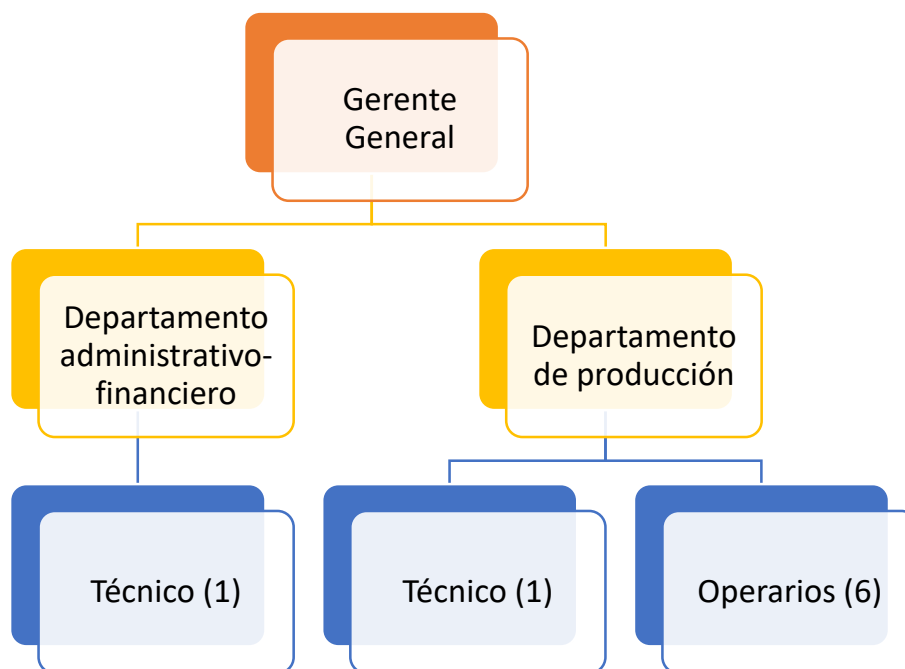 Gerente
General
Departamento
administrativo-
financiero
Departamento
de producción
Técnico (1)
Técnico (1)
Operarios (6)